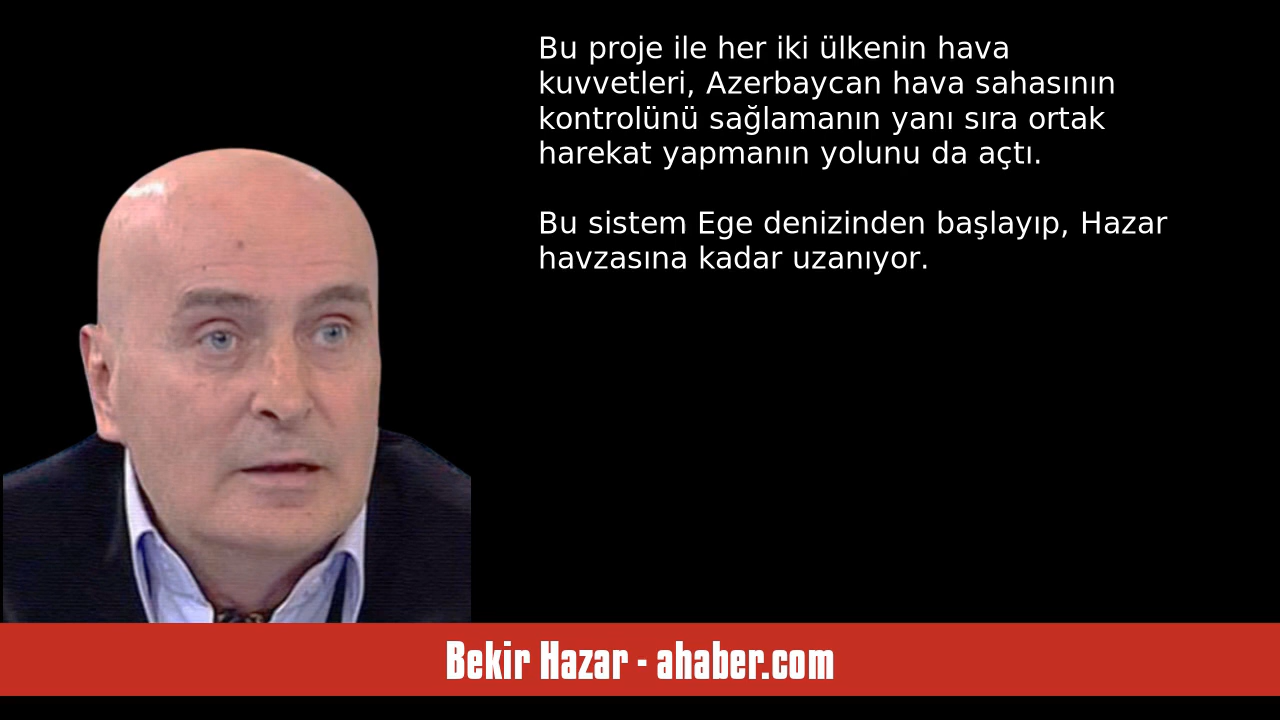 Bu proje ile her iki ülkenin hava
kuvvetleri, Azerbaycan hava sahasının
kontrolünü sağlamanın yanı sıra ortak
harekat yapmanın yolunu da açtı.
Bu sistem Ege denizinden başlayıp, Hazar
havzasına kadar uzanıyor.
Bekir Hazar - ahaber.com